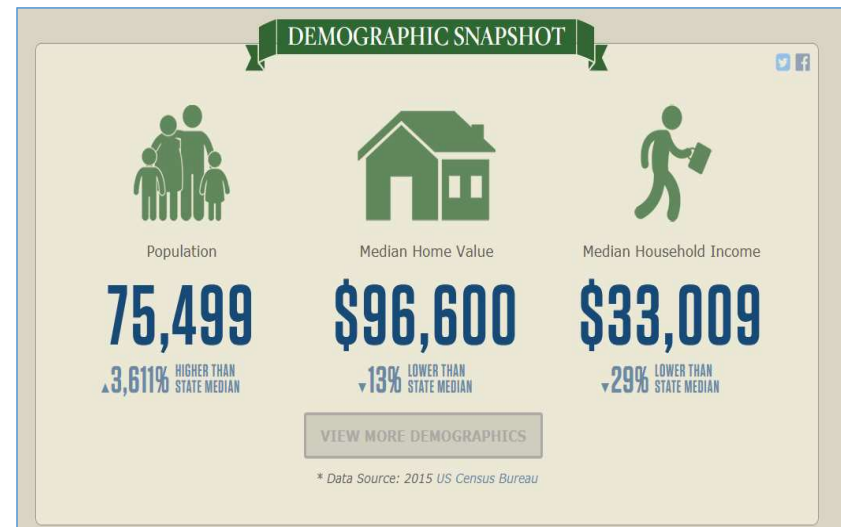 DEMOGRAPHIC SNAPSHOT
Population
75,499
▲3,611% HIGHER THAN
STATE MEDIAN
Median Home Value
$96,600
▼13% LOWER THAN
STATE MEDIAN
Median Household Income
$33,009
▼29% LOWER THAN
STATE MEDIAN
VIEW MORE DEMOGRAPHICS
* Data Source: 2015 US Census Bureau